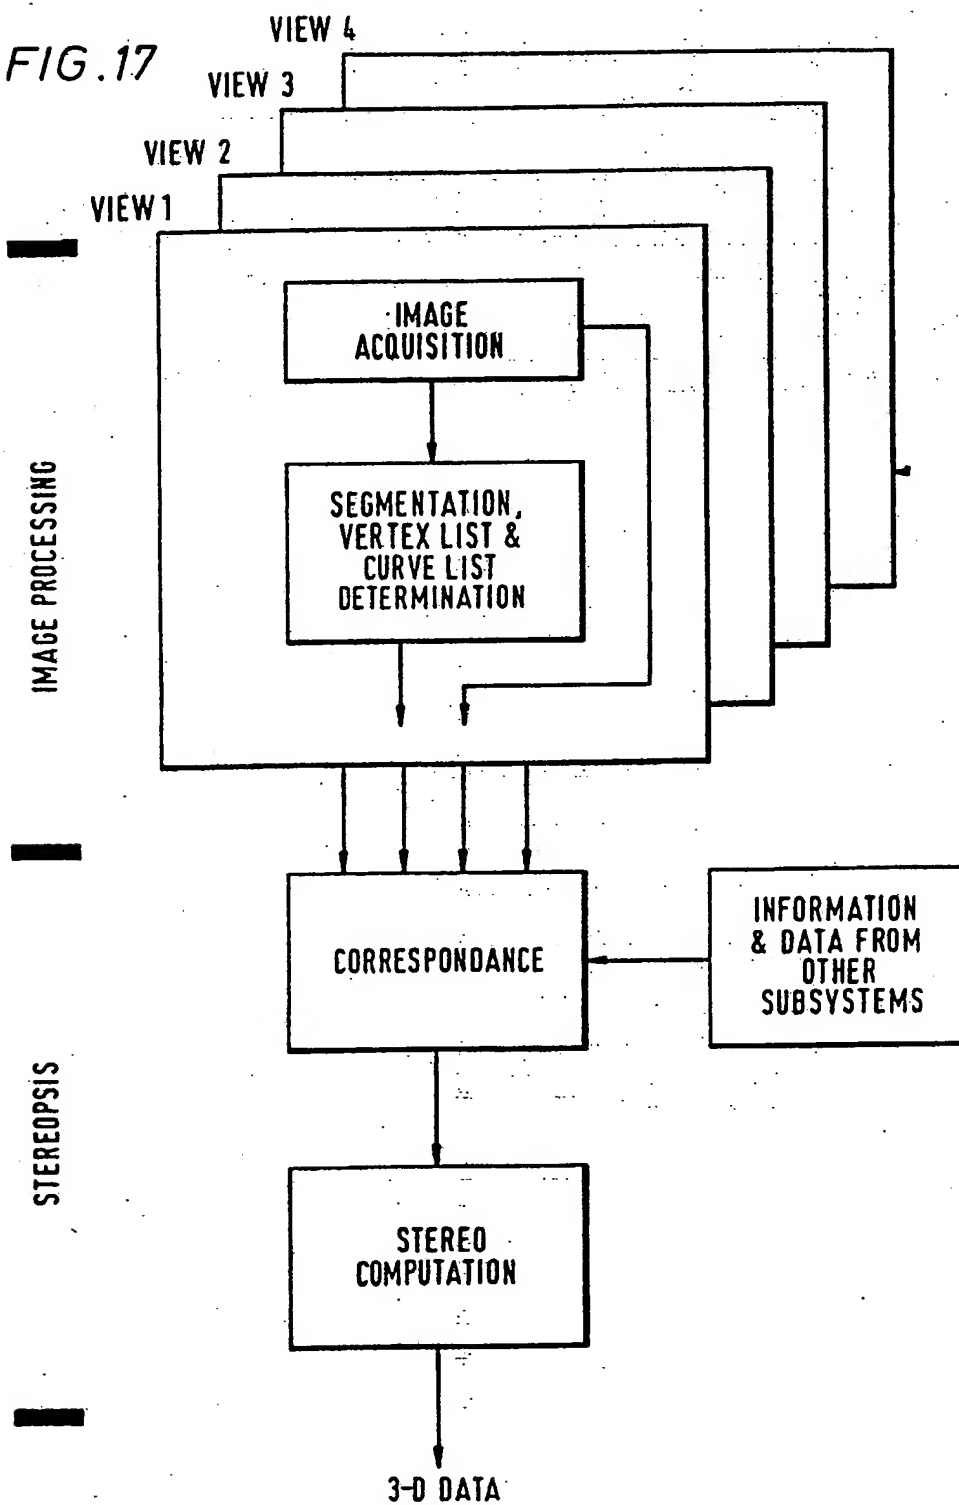 FIG.17
VIEW 4
VIEW 3
VIEW 2
VIEW 1
IMAGE PROCESSING
IMAGE
ACQUISITION
SEGMENTATION,
VERTEX LIST &
CURVE LIST
DETERMINATION
STEREOPSIS
CORRESPONDANCE
INFORMATION
& DATA FROM
OTHER
SUBSYSTEMS
STEREO
COMPUTATION
3-D DATA